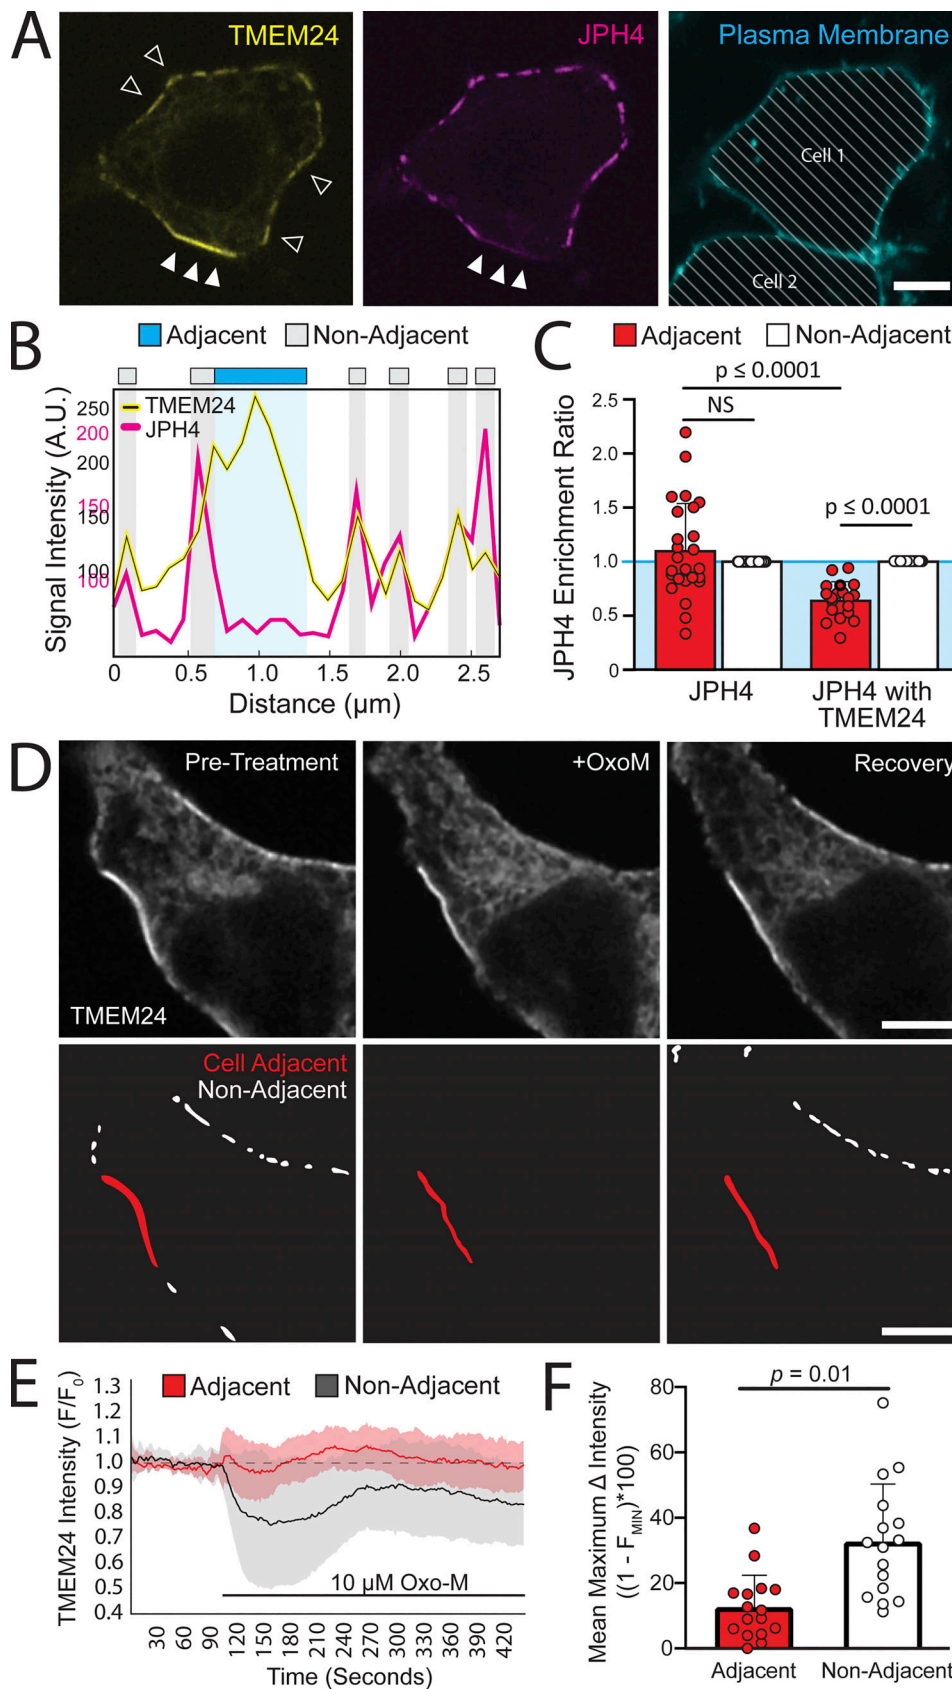 A
TMEM24
JPH4
Plasma Membrane
Cell 1
Cell 2
B
Adjacent
Non-Adjacent
TMEM24
JPH4
Signal Intensity (A.U.)
250
200
200
150
150
100
100
0
0.5
1.0
1.5
2.0
2.5
Distance (μm)
C
Adjacent
Non-Adjacent
p ≤ 0.0001
NS
p ≤ 0.0001
JPH4 Enrichment Ratio
2.5
2.0
1.5
1.0
0.5
0
JPH4
JPH4 with
TMEM24
D
Pre-Treatment
+OxoM
Recovery
TMEM24
Cell Adjacent
Non-Adjacent
E
Adjacent
Non-Adjacent
TMEM24 Intensity (F/F0)
1.3
1.2
1.1
1.0
0.9
0.8
0.7
0.6
0.5
0.4
10 μM Oxo-M
30
60
90
120
150
180
210
240
270
300
330
360
390
420
Time (Seconds)
F
p = 0.01
Mean Maximum Δ Intensity
((1 - FMIN)*100)
80
60
40
20
0
Adjacent
Non-Adjacent